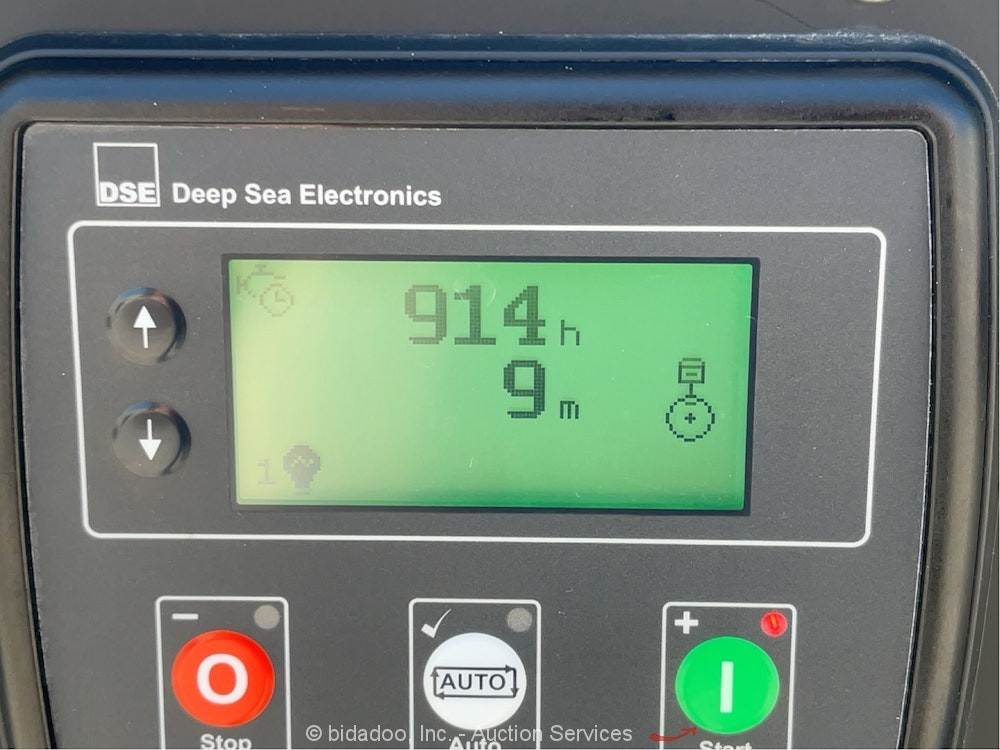 DSE Deep Sea Electronics
914 h
9 m
1
O
AUTO
I
Stop
Auto
Start
© bidadoo, Inc. - Auction Services